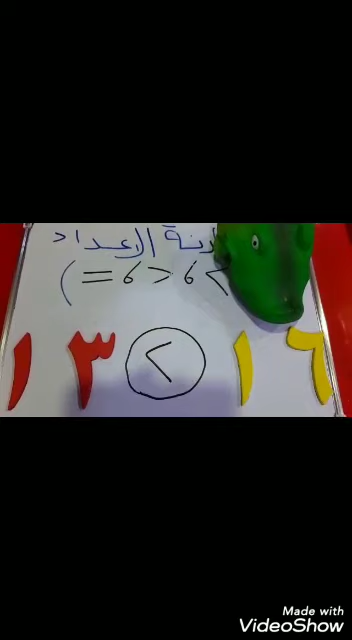 الاعداد
> ، < ، = )
١٦ > ١٣
Made with
VideoShow